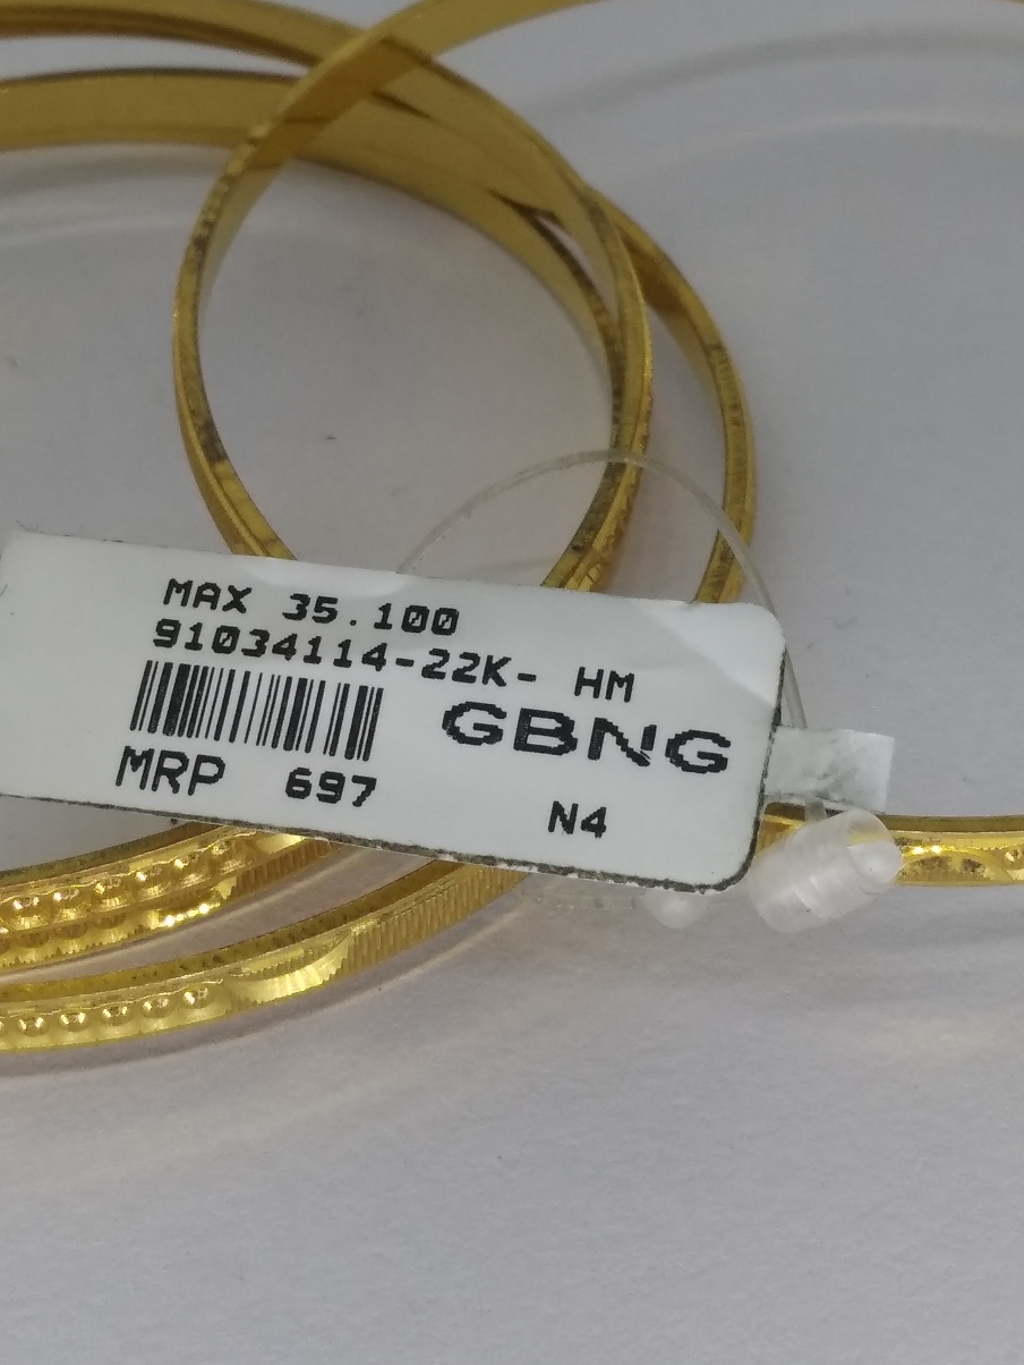 MAX 35.100
91034114-22K- HM
GBNG
MRP 697
N4